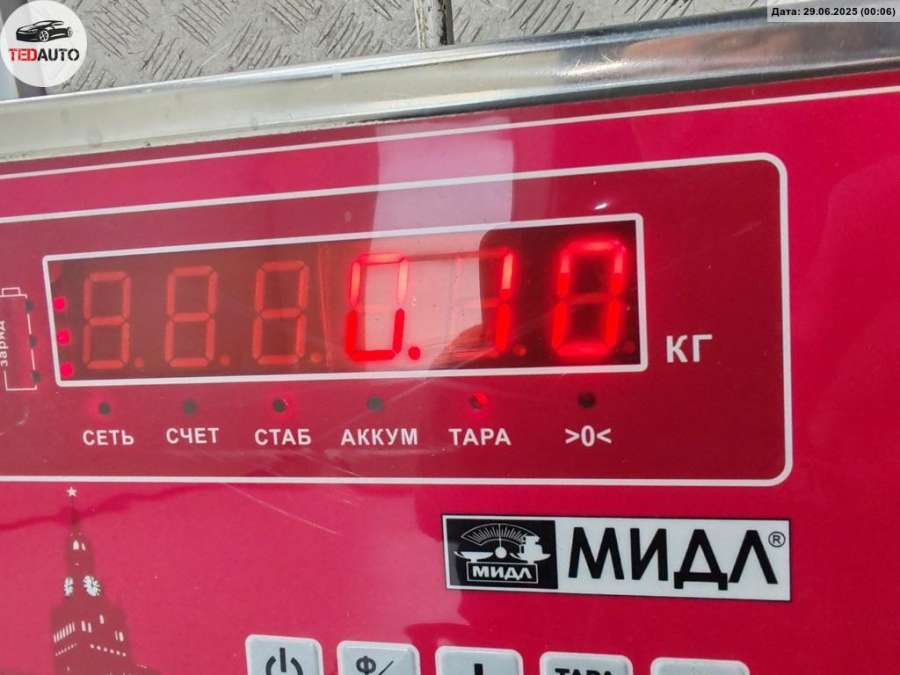 TEDAUTO
Дата: 29.06.2025 (00:06)
0.70
КГ
заряд
СЕТЬ СЧЕТ СТАБ АККУМ ТАРА >0<
МИДЛ
МИДЛ®
Ф/
ТАРА